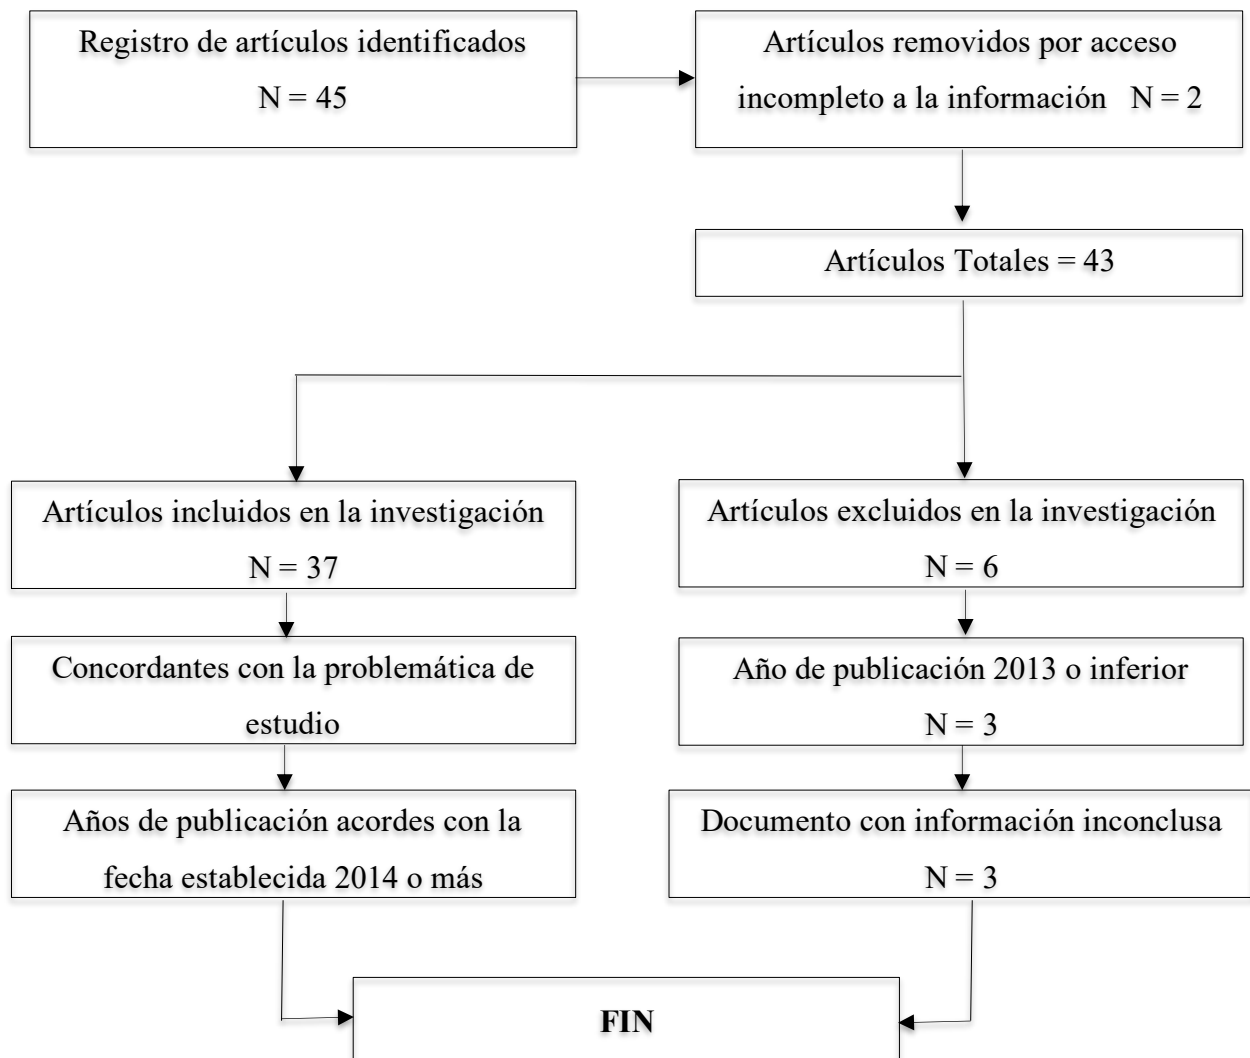 Registro de artículos identificados
N = 45
Artículos removidos por acceso
incompleto a la información N = 2
Artículos Totales = 43
Artículos incluidos en la investigación
N = 37
Artículos excluidos en la investigación
N = 6
Concordantes con la problemática de
estudio
Año de publicación 2013 o inferior
N = 3
Años de publicación acordes con la
fecha establecida 2014 o más
Documento con información inconclusa
N = 3
FIN